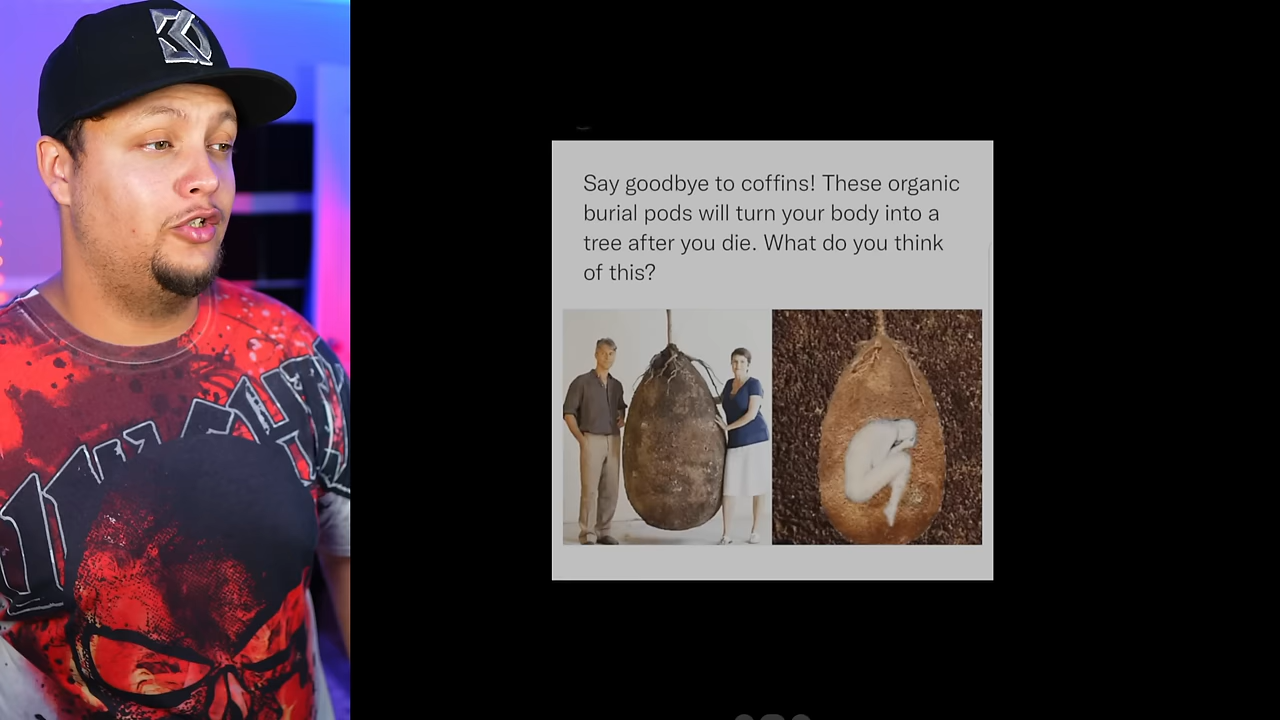 Say goodbye to coffins! These organic
burial pods will turn your body into a
tree after you die. What do you think
of this?